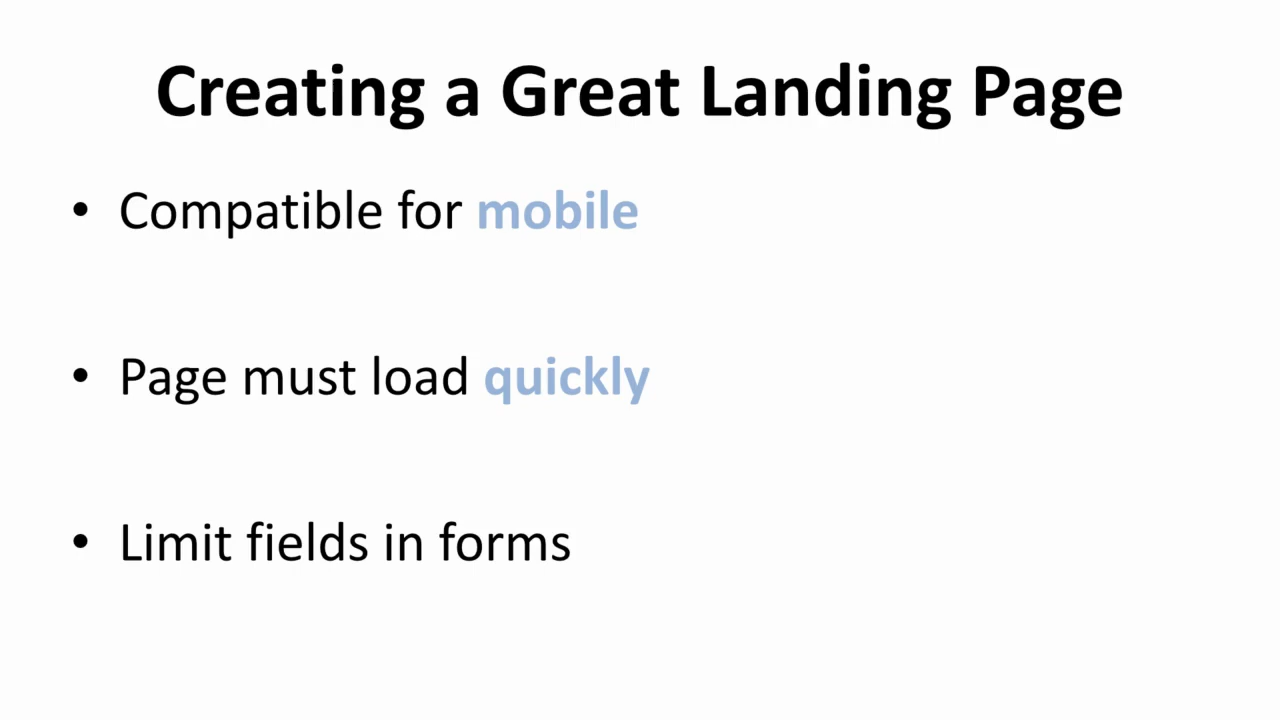 Creating a Great Landing Page
• Compatible for mobile
• Page must load quickly
• Limit fields in forms